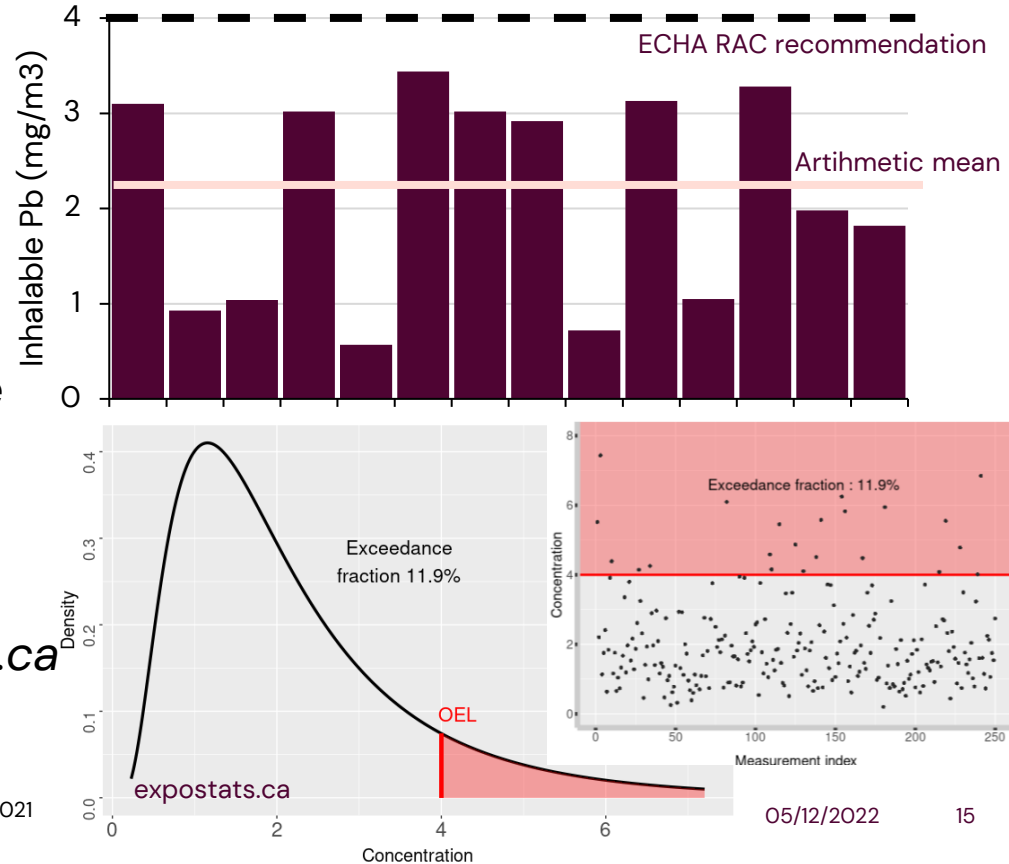 4
ECHA RAC recommendation
Inhalable Pb (mg/m3)
3
Artihmetic mean
2
1
0
e
0.4
0.3
0.2
0.1
0.0
Density
Exceedance
fraction 11.9%
OEL
expostats.ca
0
2
4
6
Concentration
8
6
4
2
0
Concentration
Exceedance fraction : 11.9%
0
50
100
150
200
250
Measurement index
.ca
021
05/12/2022
15